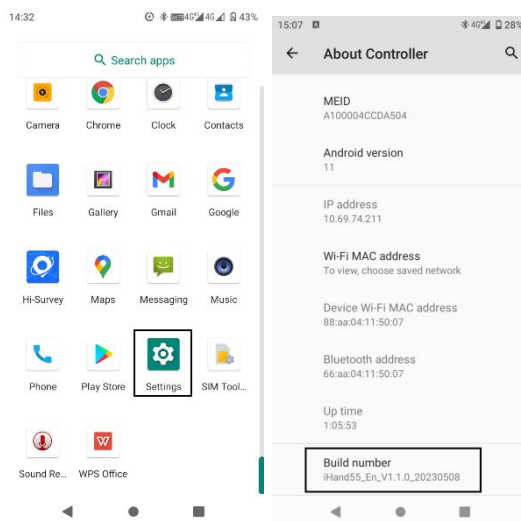 14:32
4G 4G 43%
Search apps
Camera Chrome Clock Contacts
Files Gallery Gmail Google
Hi-Survey Maps Messaging Music
Phone Play Store Settings SIM Tool...
Sound Re... WPS Office
15:07 4G 28%
About Controller
MEID
A100004CCDA504
Android version
11
IP address
10.69.74.211
Wi-Fi MAC address
To view, choose saved network
Device Wi-Fi MAC address
88:aa:04:11:50:07
Bluetooth address
66:aa:04:11:50:07
Up time
1:05:53
Build number
iHand55_En_V1.1.0_20230508